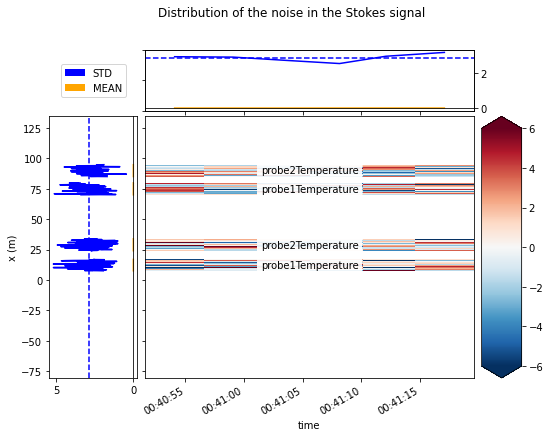 Distribution of the noise in the Stokes signal
STD
MEAN
2
0
125
100
75
50
25
0
−25
−50
−75
x (m)
5
0
probe2Temperature
probe1Temperature
probe2Temperature
probe1Temperature
00:40:55
00:41:00
00:41:05
00:41:10
00:41:15
time
6
4
2
0
−2
−4
−6